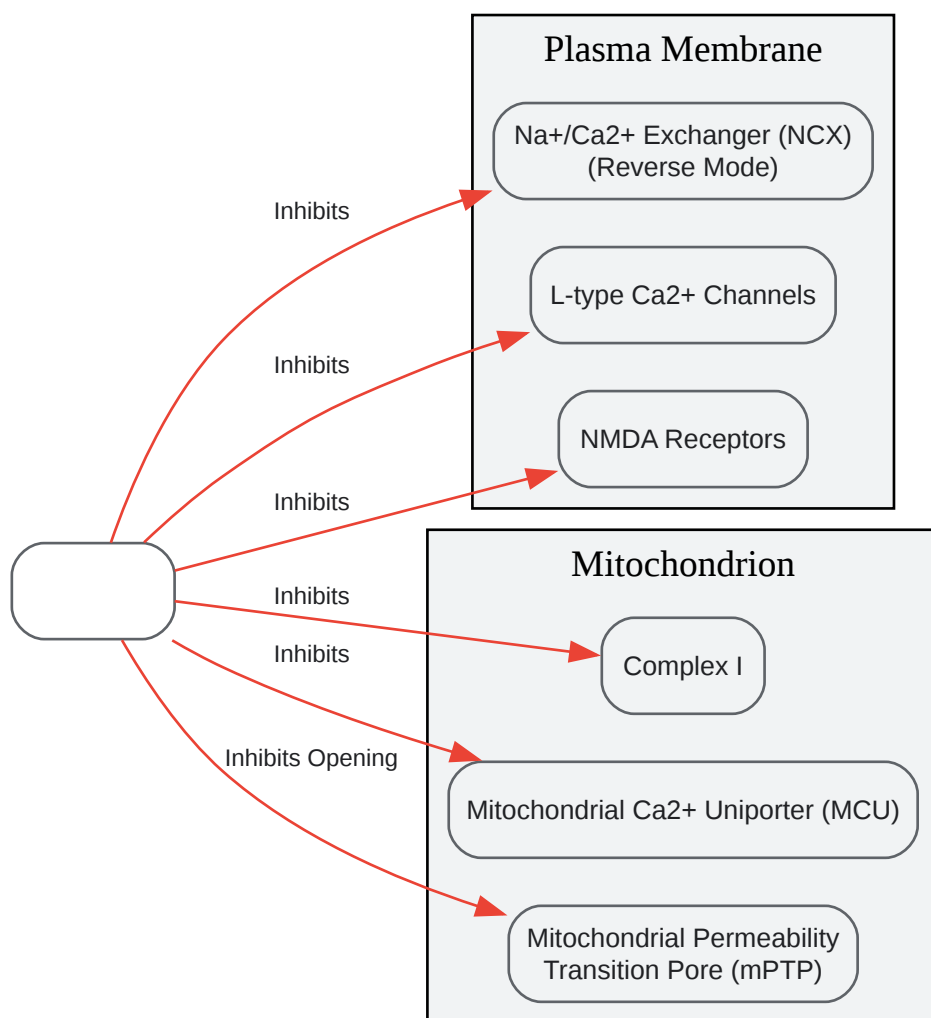 Plasma Membrane
Na+/Ca2+ Exchanger (NCX)
(Reverse Mode)
Inhibits
L-type Ca2+ Channels
Inhibits
NMDA Receptors
Inhibits
Mitochondrion
Inhibits
Complex I
Inhibits
Inhibits Opening
Mitochondrial Ca2+ Uniporter (MCU)
Mitochondrial Permeability
Transition Pore (mPTP)